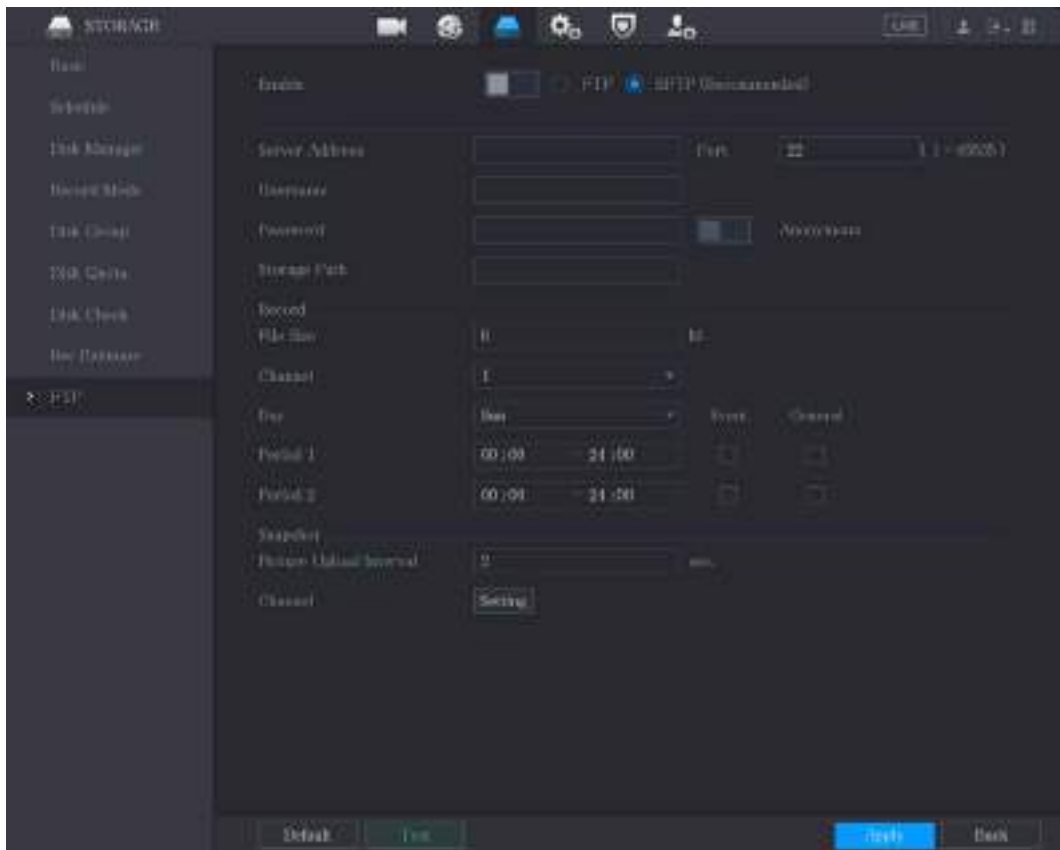 STORAGE
LIVE
Basic
Schedule
Disk Manager
Record Mode
Disk Group
Disk Quota
Disk Check
Rec Estimate
FTP
Enable FTP SFTP (Recommended)
Server Address Port 22 (1 - 65535)
Username
Password Anonymous
Storage Path
Record
File Size 0 M
Channel 1
Day Sun Event General
Period 1 00 :00 - 24 :00
Period 2 00 :00 - 24 :00
Snapshot
Picture Upload Interval 2 sec.
Channel Setting
Default Test Apply Back